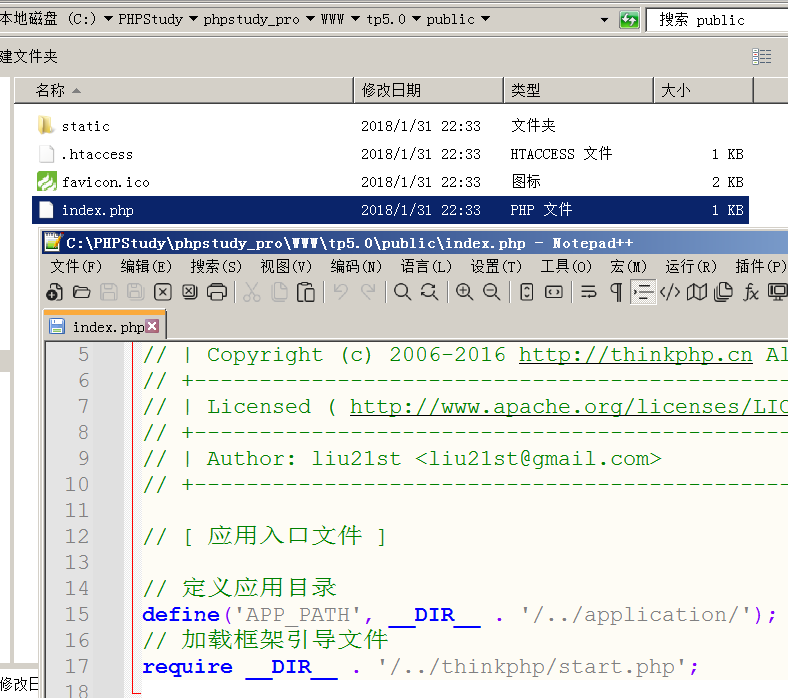 本地磁盘 (C:) PHPStudy phpstudy_pro WWW tp5.0 public 搜索 public
建文件夹
名称 修改日期 类型 大小
static 2018/1/31 22:33 文件夹
.htaccess 2018/1/31 22:33 HTACCESS 文件 1 KB
favicon.ico 2018/1/31 22:33 图标 2 KB
index.php 2018/1/31 22:33 PHP 文件 1 KB
C:\PHPStudy\phpstudy_pro\WWW\tp5.0\public\index.php - Notepad++
文件(F) 编辑(E) 搜索(S) 视图(V) 编码(N) 语言(L) 设置(T) 工具(O) 宏(M) 运行(R) 插件(P)
index.php
5 // | Copyright (c) 2006-2016 http://thinkphp.cn Al
6 // +----------------------------------------------
7 // | Licensed ( http://www.apache.org/licenses/LIC
8 // +----------------------------------------------
9 // | Author: liu21st <liu21st@gmail.com>
10 // +----------------------------------------------
11
12 // [ 应用入口文件 ]
13
14 // 定义应用目录
15 define('APP_PATH', __DIR__ . '/../application/');
16 // 加载框架引导文件
17 require __DIR__ . '/../thinkphp/start.php';
18
修改日